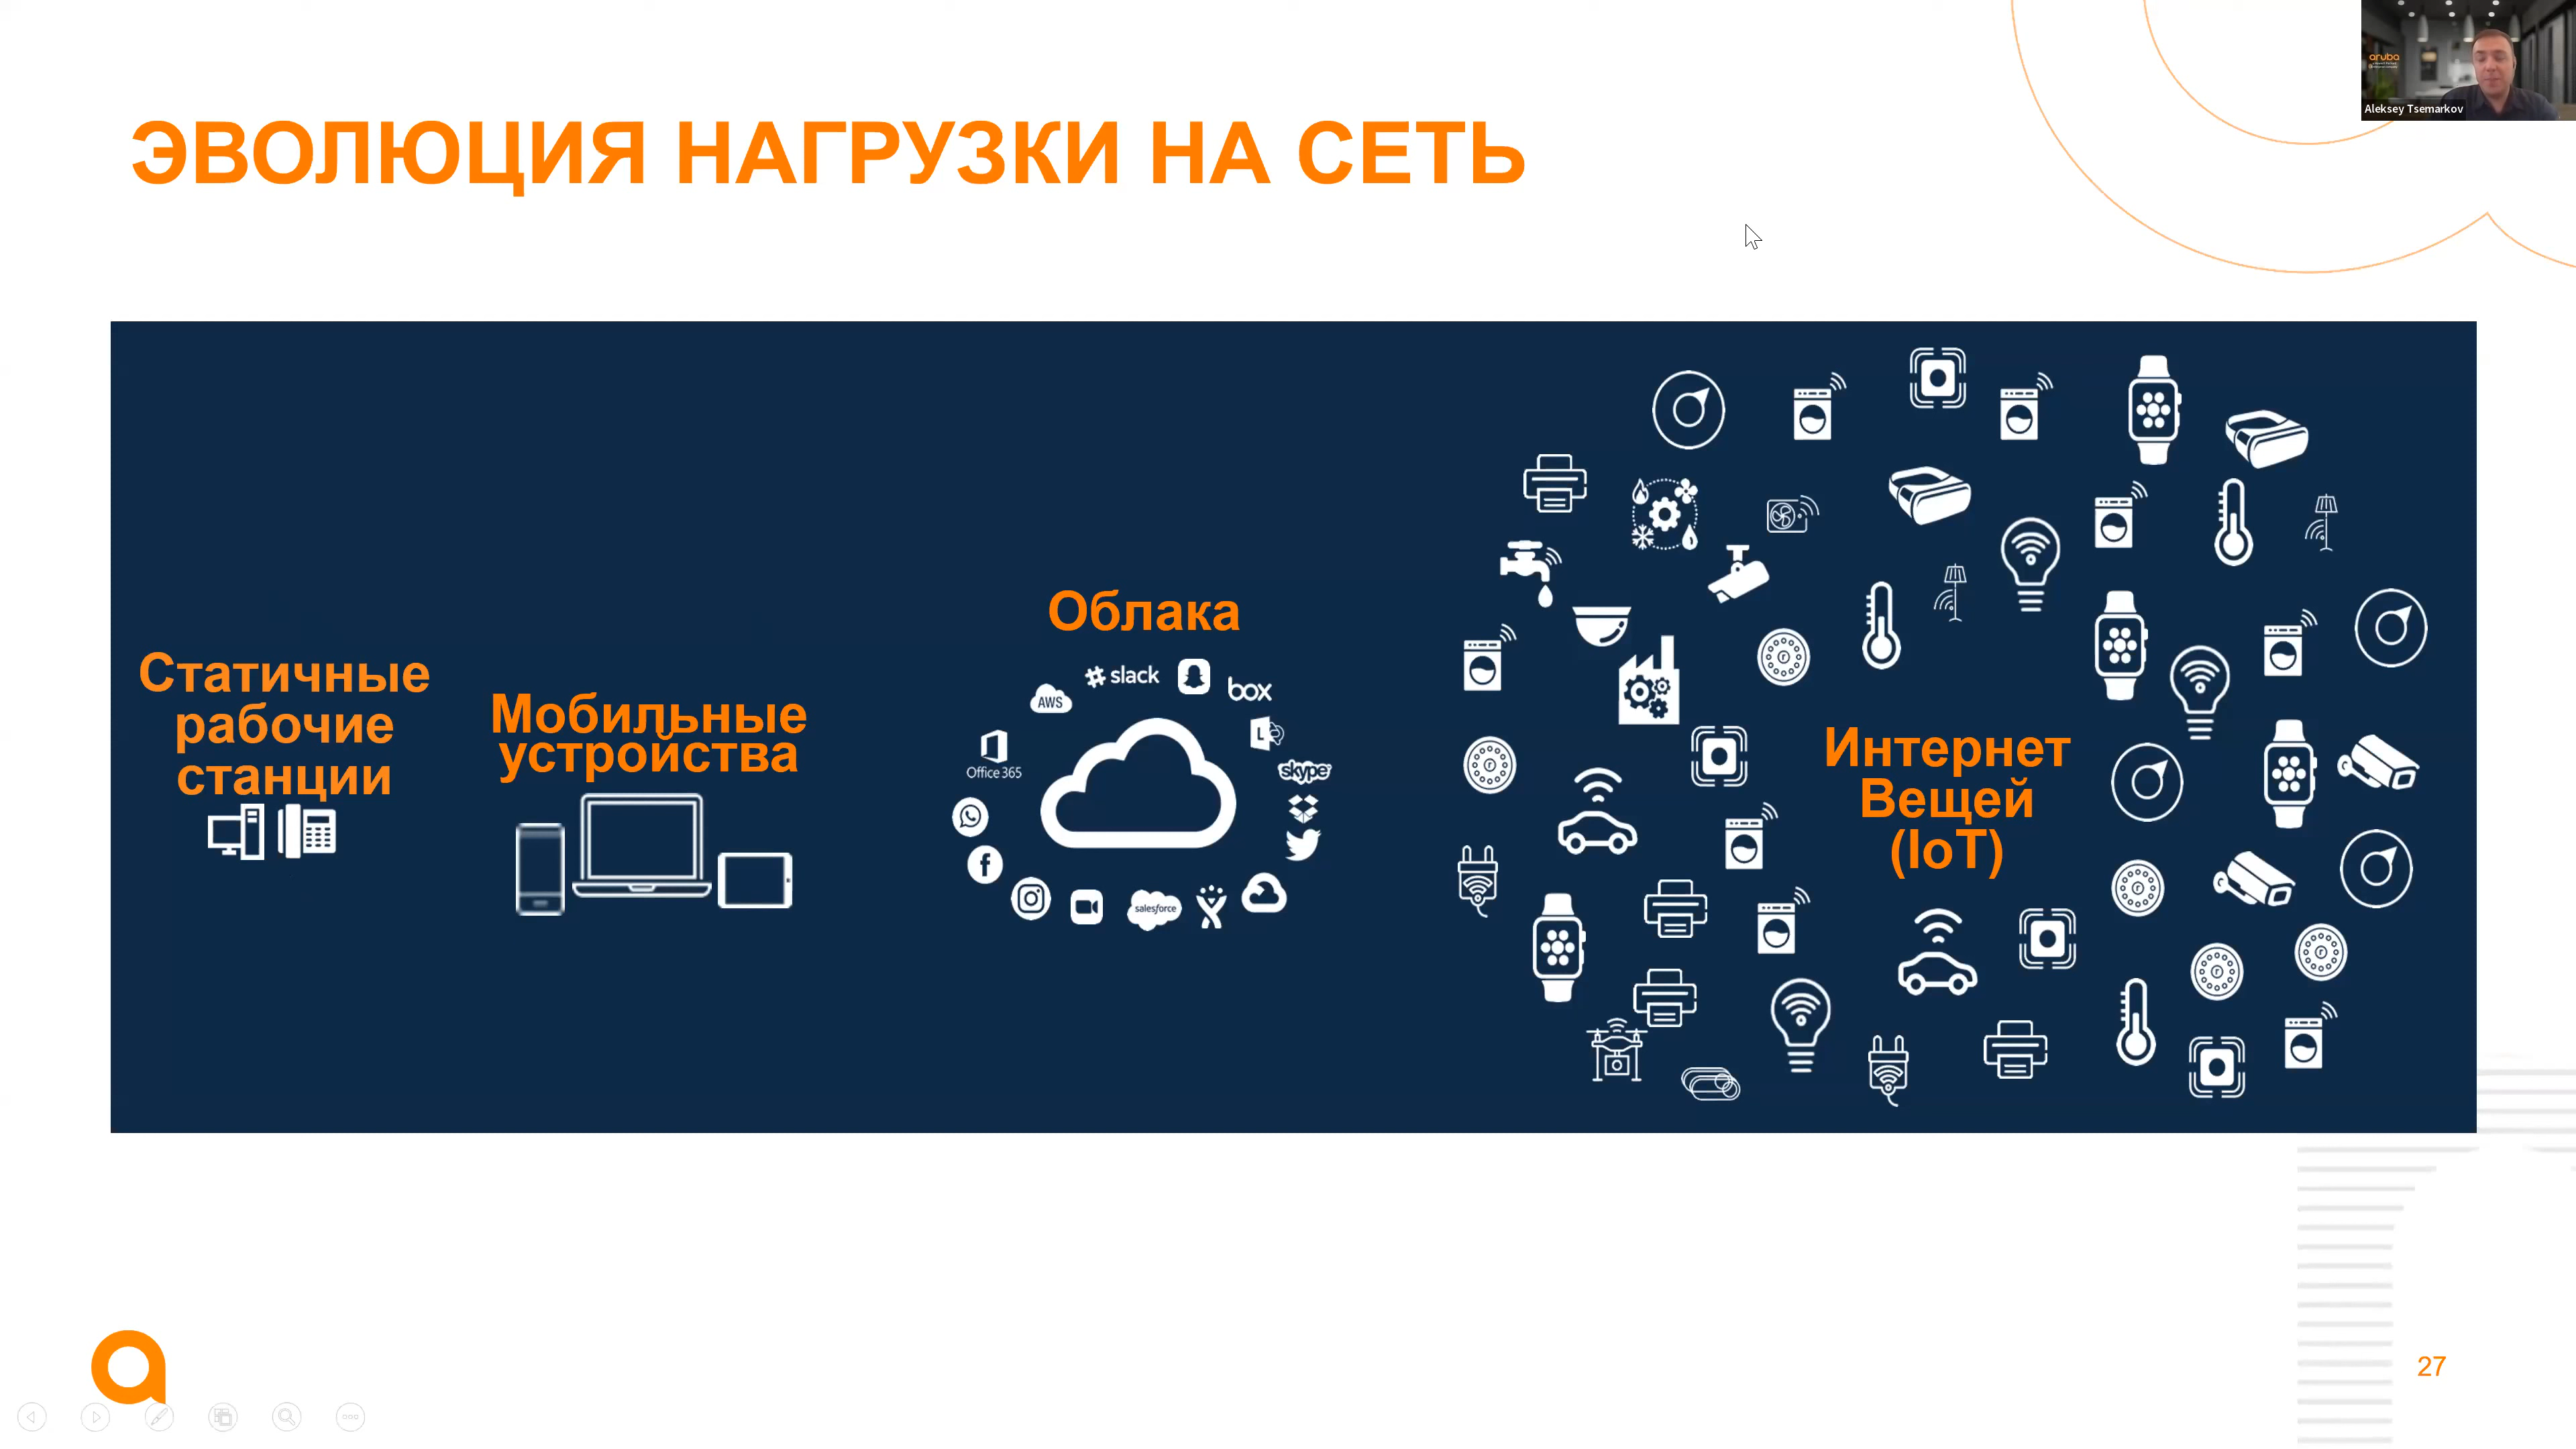 aruba
Aleksey Tsemarkov
ЭВОЛЮЦИЯ НАГРУЗКИ НА СЕТЬ
Статичные
рабочие
станции
Мобильные
устройства
Облака
slack
box
AWS
Office 365
skype
salesforce
Интернет
Вещей
(IoT)
27